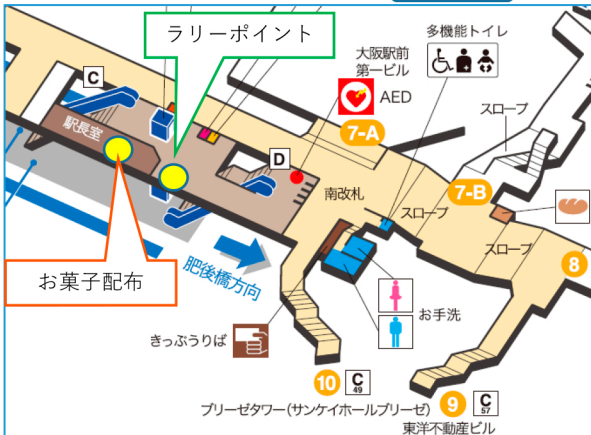 ラリーポイント
C
駅長室
大阪駅前
第一ビル
AED
多機能トイレ
スロープ
7-A
D
7-B
南改札
スロープ
スロープ
8
お菓子配布
肥後橋方向
お手洗
きっぷうりば
10
C
49
ブリーゼタワー(サンケイホールブリーゼ)
9
C
57
東洋不動産ビル